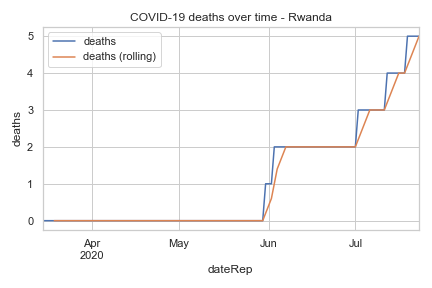 COVID-19 deaths over time - Rwanda
deaths
deaths (rolling)
5
4
3
2
1
0
deaths
Apr
2020
May
Jun
Jul
dateRep